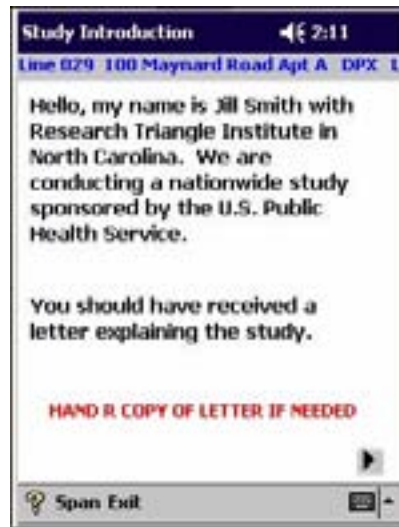 Study Introduction 2:11
Line 029 100 Maynard Road Apt A DPX L
Hello, my name is Jill Smith with
Research Triangle Institute in
North Carolina. We are
conducting a nationwide study
sponsored by the U.S. Public
Health Service.
You should have received a
letter explaining the study.
HAND R COPY OF LETTER IF NEEDED
Span Exit